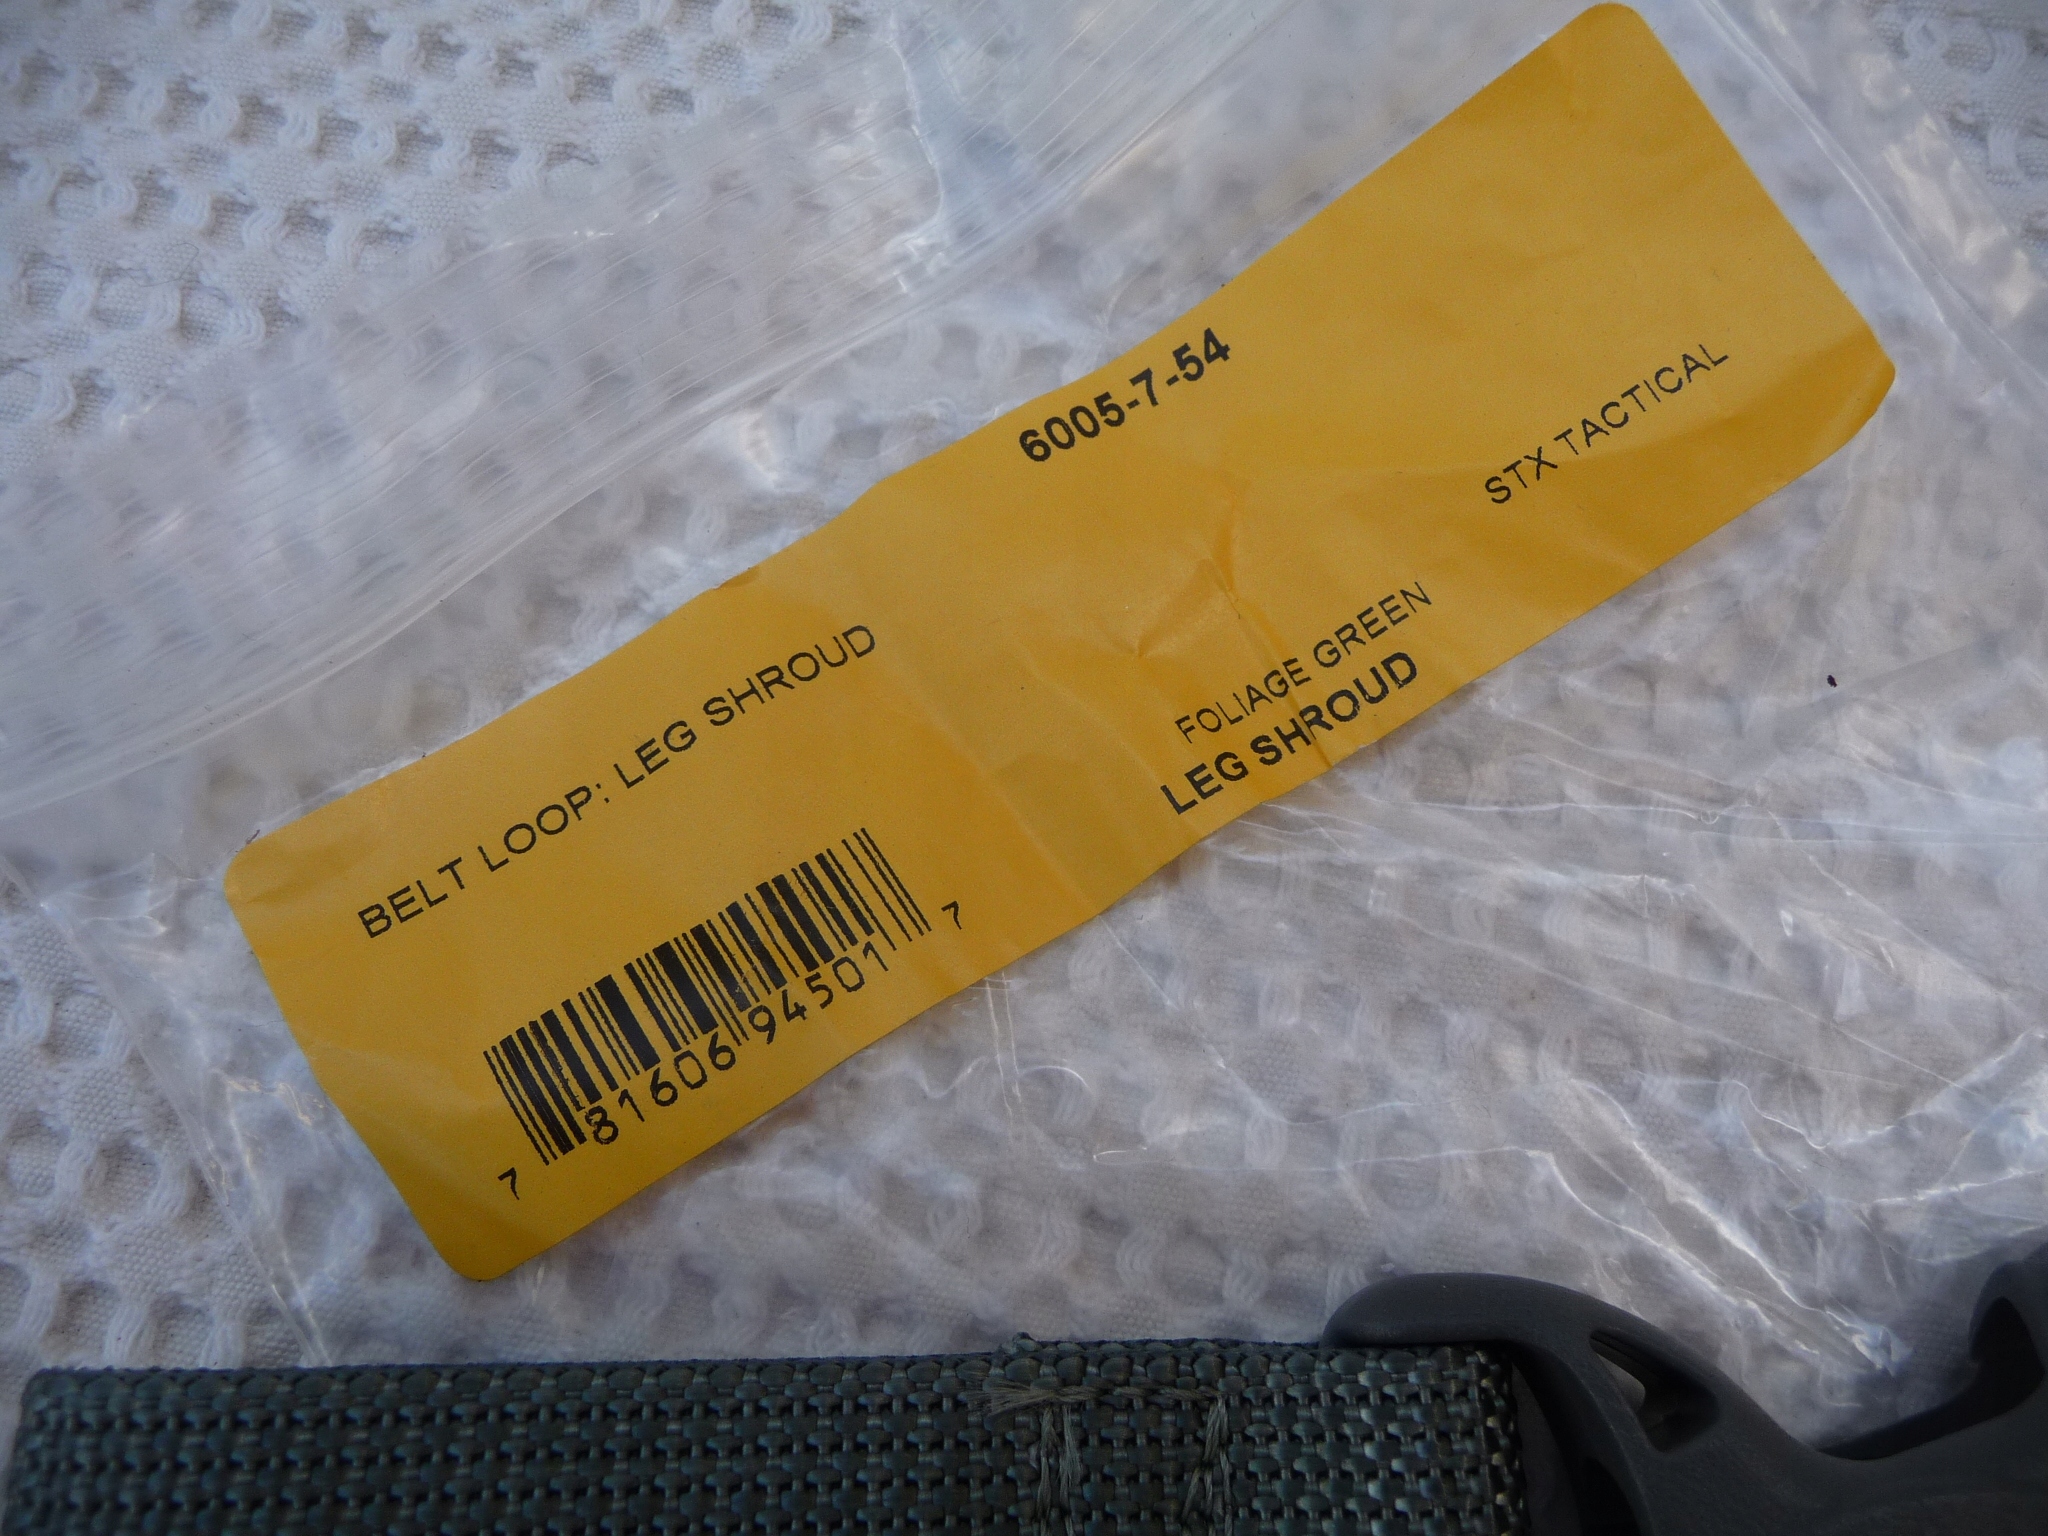 6005-7-54
BELT LOOP: LEG SHROUD
STX TACTICAL
FOLIAGE GREEN
LEG SHROUD
7 81606 94501 7